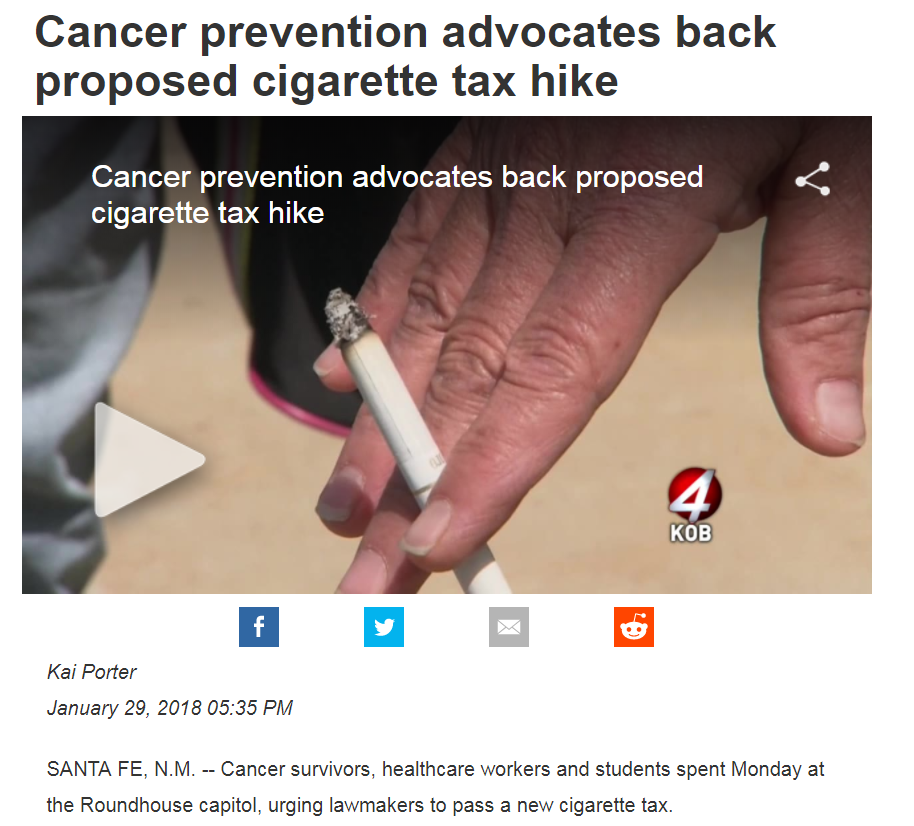 Cancer prevention advocates back
proposed cigarette tax hike
Cancer prevention advocates back proposed
cigarette tax hike
4
KOB
f
Kai Porter
January 29, 2018 05:35 PM
SANTA FE, N.M. -- Cancer survivors, healthcare workers and students spent Monday at
the Roundhouse capitol, urging lawmakers to pass a new cigarette tax.